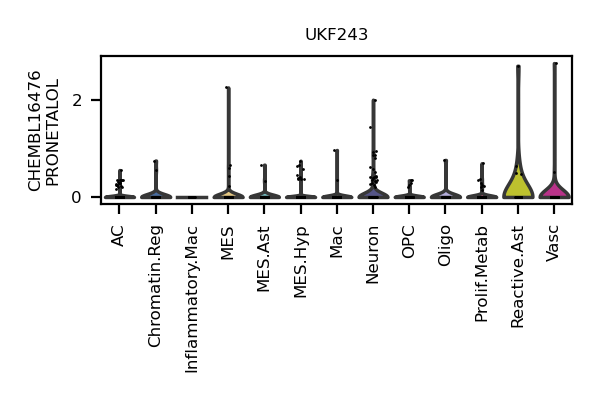 UKF243
CHEMBL16476
PRONETALOL
2
0
AC
Chromatin.Reg
Inflammatory.Mac
MES
MES.Ast
MES.Hyp
Mac
Neuron
OPC
Oligo
Prolif.Metab
Reactive.Ast
Vasc